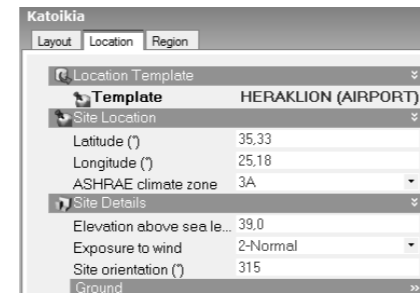 Katoikia
Layout Location Region
Location Template
Template HERAKLION (AIRPORT)
Site Location
Latitude (°) 35,33
Longitude (°) 25,18
ASHRAE climate zone 3A
Site Details
Elevation above sea le... 39,0
Exposure to wind 2-Normal
Site orientation (°) 315
Ground